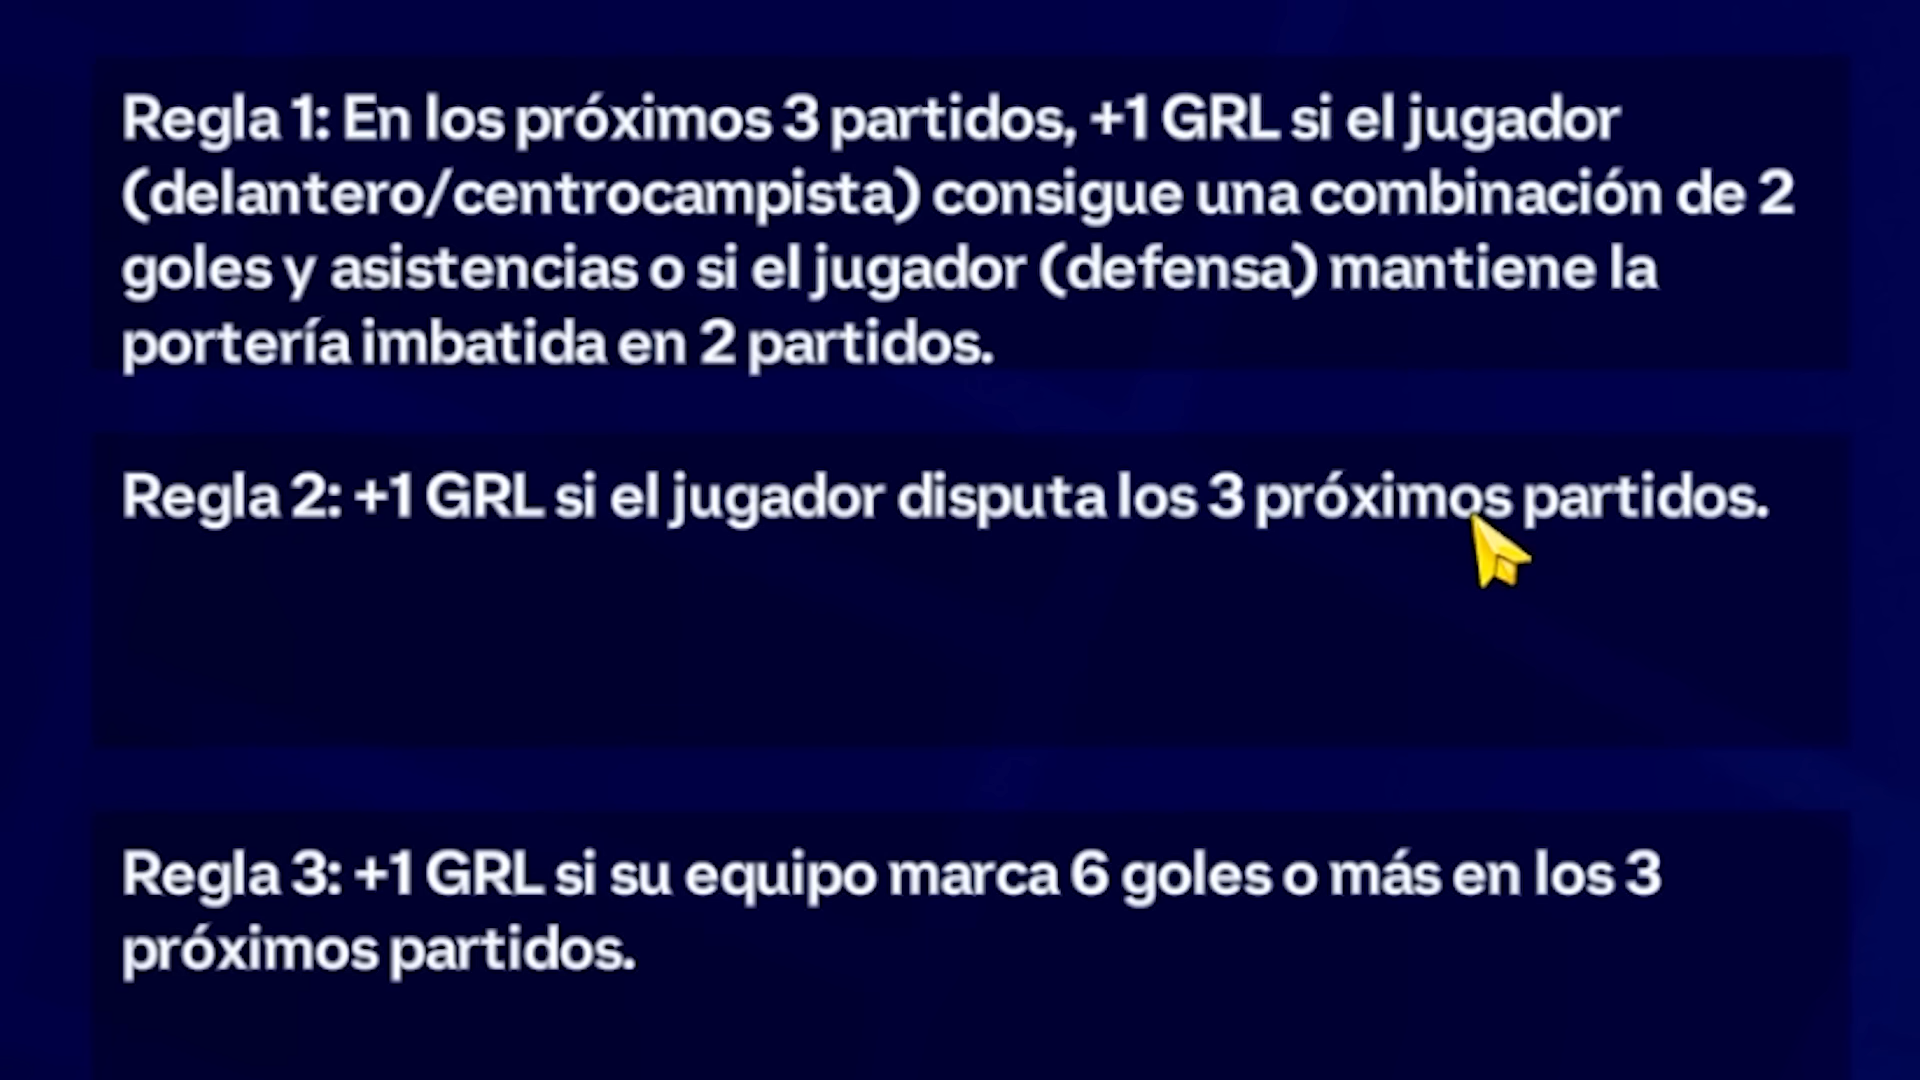 Regla 1: En los próximos 3 partidos, +1 GRL si el jugador
(delantero/centrocampista) consigue una combinación de 2
goles y asistencias o si el jugador (defensa) mantiene la
portería imbatida en 2 partidos.
Regla 2: +1 GRL si el jugador disputa los 3 próximos partidos.
Regla 3: +1 GRL si su equipo marca 6 goles o más en los 3
próximos partidos.